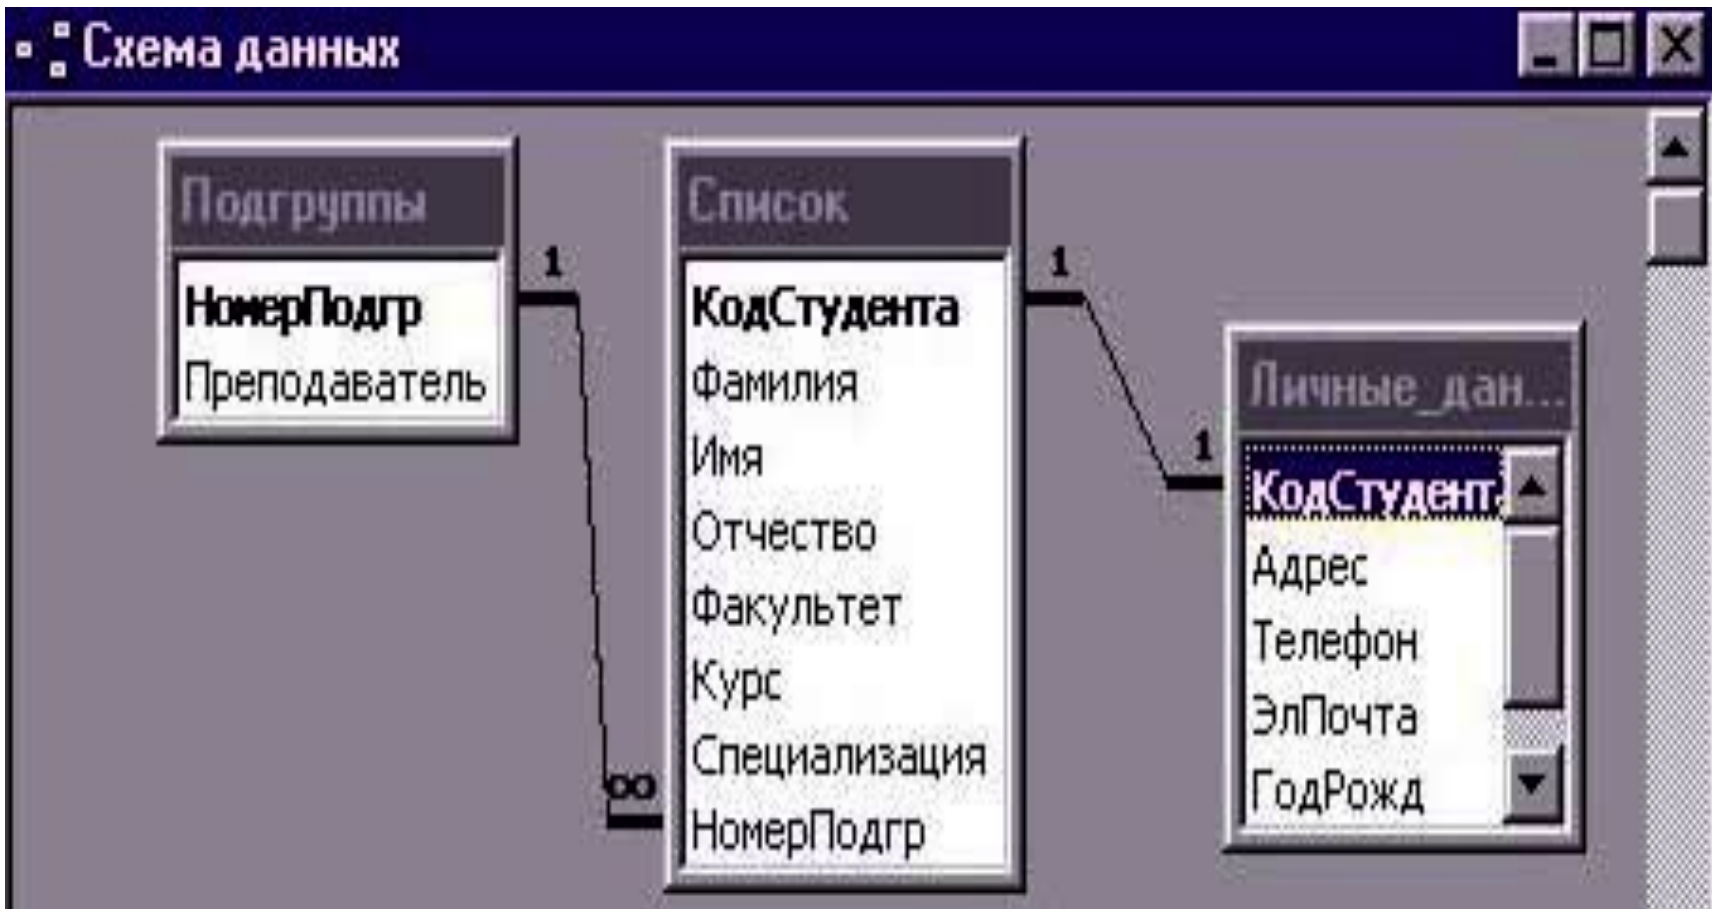 Схема данных
Подгруппы
НомерПодгр
Преподаватель
1
∞
Список
КодСтудента
Фамилия
Имя
Отчество
Факультет
Курс
Специализация
НомерПодгр
1
1
Личные_дан...
КодСтудента
Адрес
Телефон
ЭлПочта
ГодРожд